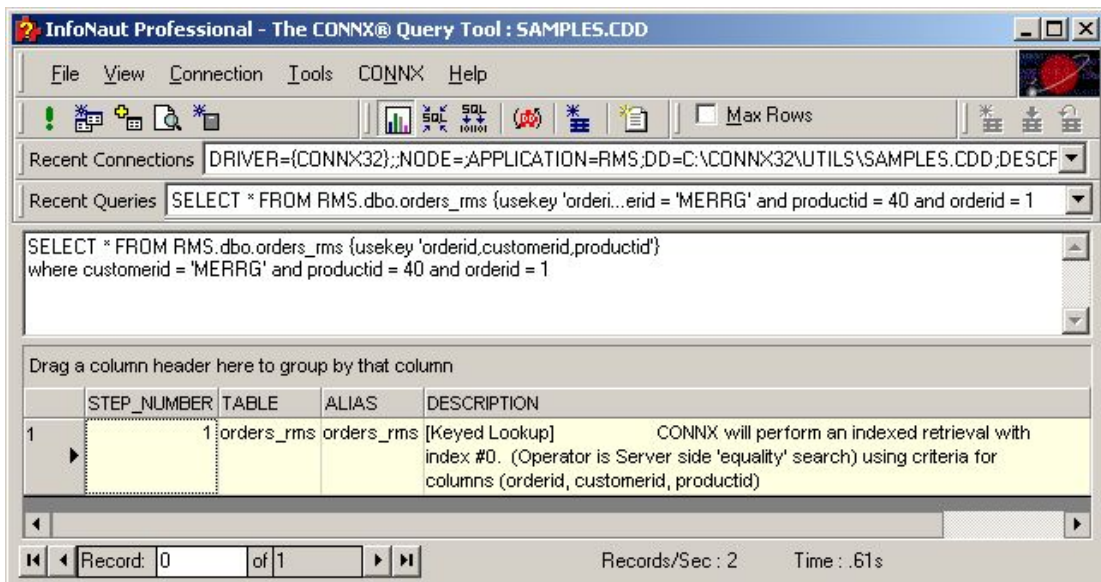 InfoNaut Professional - The CONNX® Query Tool : SAMPLES.CDD
File View Connection Tools CONNX Help
SQL SQL Max Rows
Recent Connections DRIVER={CONNX32};;NODE=;APPLICATION=RMS;DD=C:\CONNX32\UTILS\SAMPLES.CDD;DESCF
Recent Queries SELECT * FROM RMS.dbo.orders_rms {usekey 'orderi...erid = 'MERRG' and productid = 40 and orderid = 1
SELECT * FROM RMS.dbo.orders_rms {usekey 'orderid,customerid,productid'}
where customerid = 'MERRG' and productid = 40 and orderid = 1
Drag a column header here to group by that column
STEP_NUMBER TABLE ALIAS DESCRIPTION
1 1 orders_rms orders_rms [Keyed Lookup] CONNX will perform an indexed retrieval with
index #0. (Operator is Server side 'equality' search) using criteria for
columns (orderid, customerid, productid)
Record: 0 of 1 Records/Sec : 2 Time : .61s